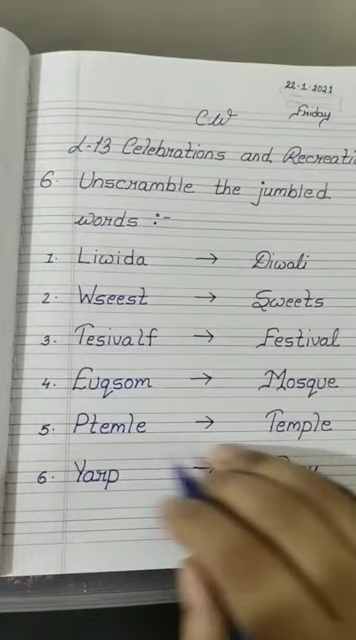 22.1.2021
CW Friday
L-13 Celebrations and Recreati
6. Unscramble the jumbled
words :-
1. Liwida → Diwali
2. Wseest → Sweets
3. Tesivalf → Festival
4. Euqsom → Mosque
5. Ptemle → Temple
6. Yarp →